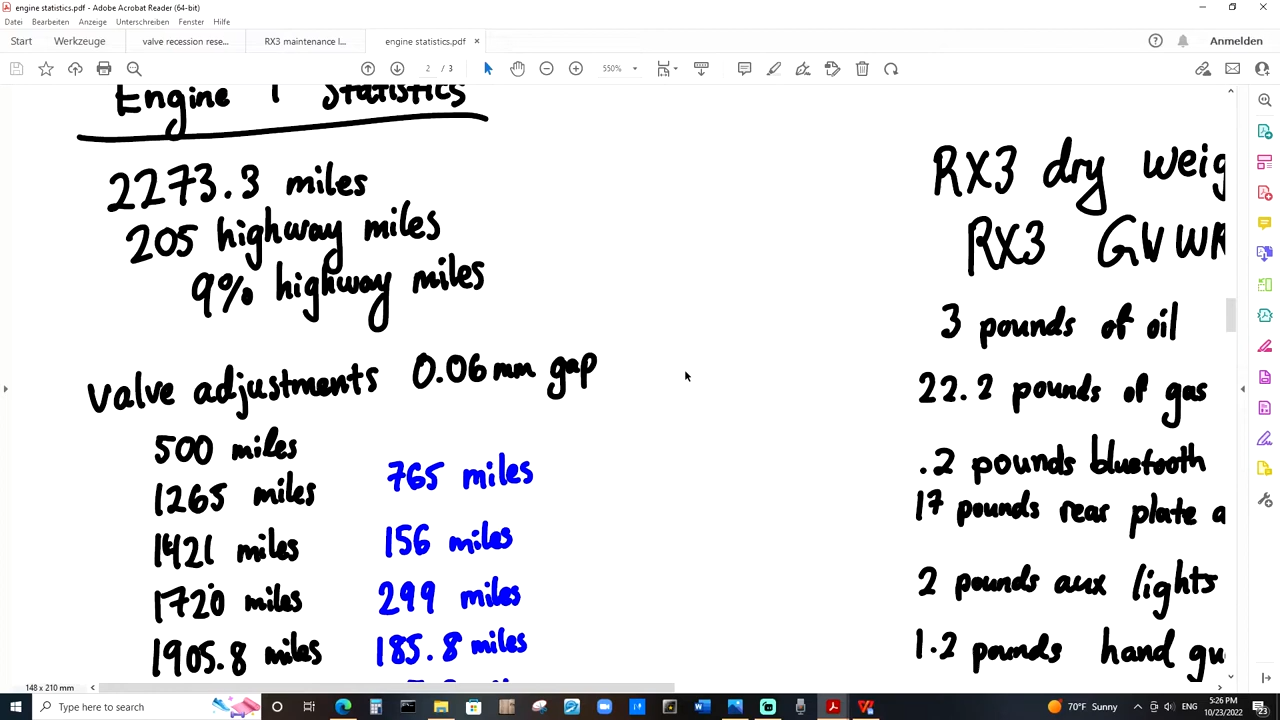 engine statistics.pdf - Adobe Acrobat Reader (64-bit)
Datei Bearbeiten Anzeige Unterschreiben Fenster Hilfe
Start Werkzeuge valve recession rese... RX3 maintenance l... engine statistics.pdf × Anmelden
2 / 3 550%
Engine 1 Statistics
2273.3 miles
205 highway miles
9% highway miles
valve adjustments 0.06mm gap
500 miles
1265 miles 765 miles
1421 miles 156 miles
1720 miles 299 miles
1905.8 miles 185.8 miles
RX3 dry weig
RX3 GVWR
3 pounds of oil
22.2 pounds of gas
.2 pounds bluetooth
17 pounds rear plate a
2 pounds aux lights
1.2 pounds hand gu
148 x 210 mm
Type here to search 70°F Sunny 5:26 PM
10/23/2022